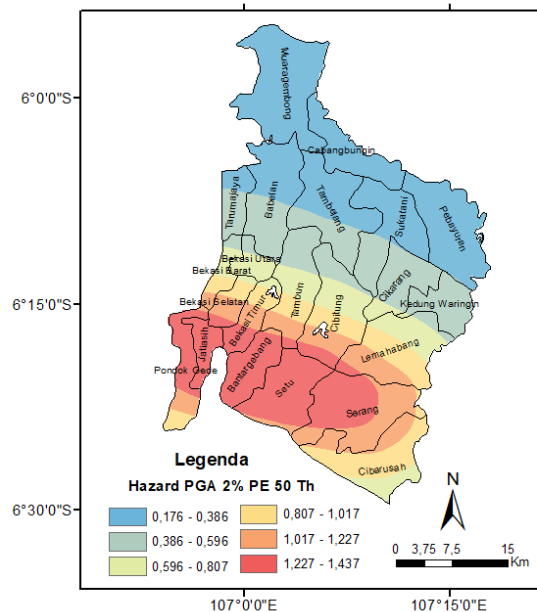 Muaragembong
6°0'0"S
Cabangbungin
Tarumajaya
Babelan
Tambelang
Sukatani
Pebayuran
Bekasi Utara
Bekasi Barat
6°15'0"S
Bekasi Selatan
Bekasi Timur
Tambun
Cibitung
Cikarang
Kedung Waringin
Lemahabang
Jatiasih
Pondok Gede
Bantargebang
Setu
Serang
Cibarusah
Legenda
Hazard PGA 2% PE 50 Th
0,176 - 0,386
0,807 - 1,017
0,386 - 0,596
1,017 - 1,227
0,596 - 0,807
1,227 - 1,437
N
0 3,75 7,5 15
Km
6°30'0"S
107°0'0"E
107°15'0"E